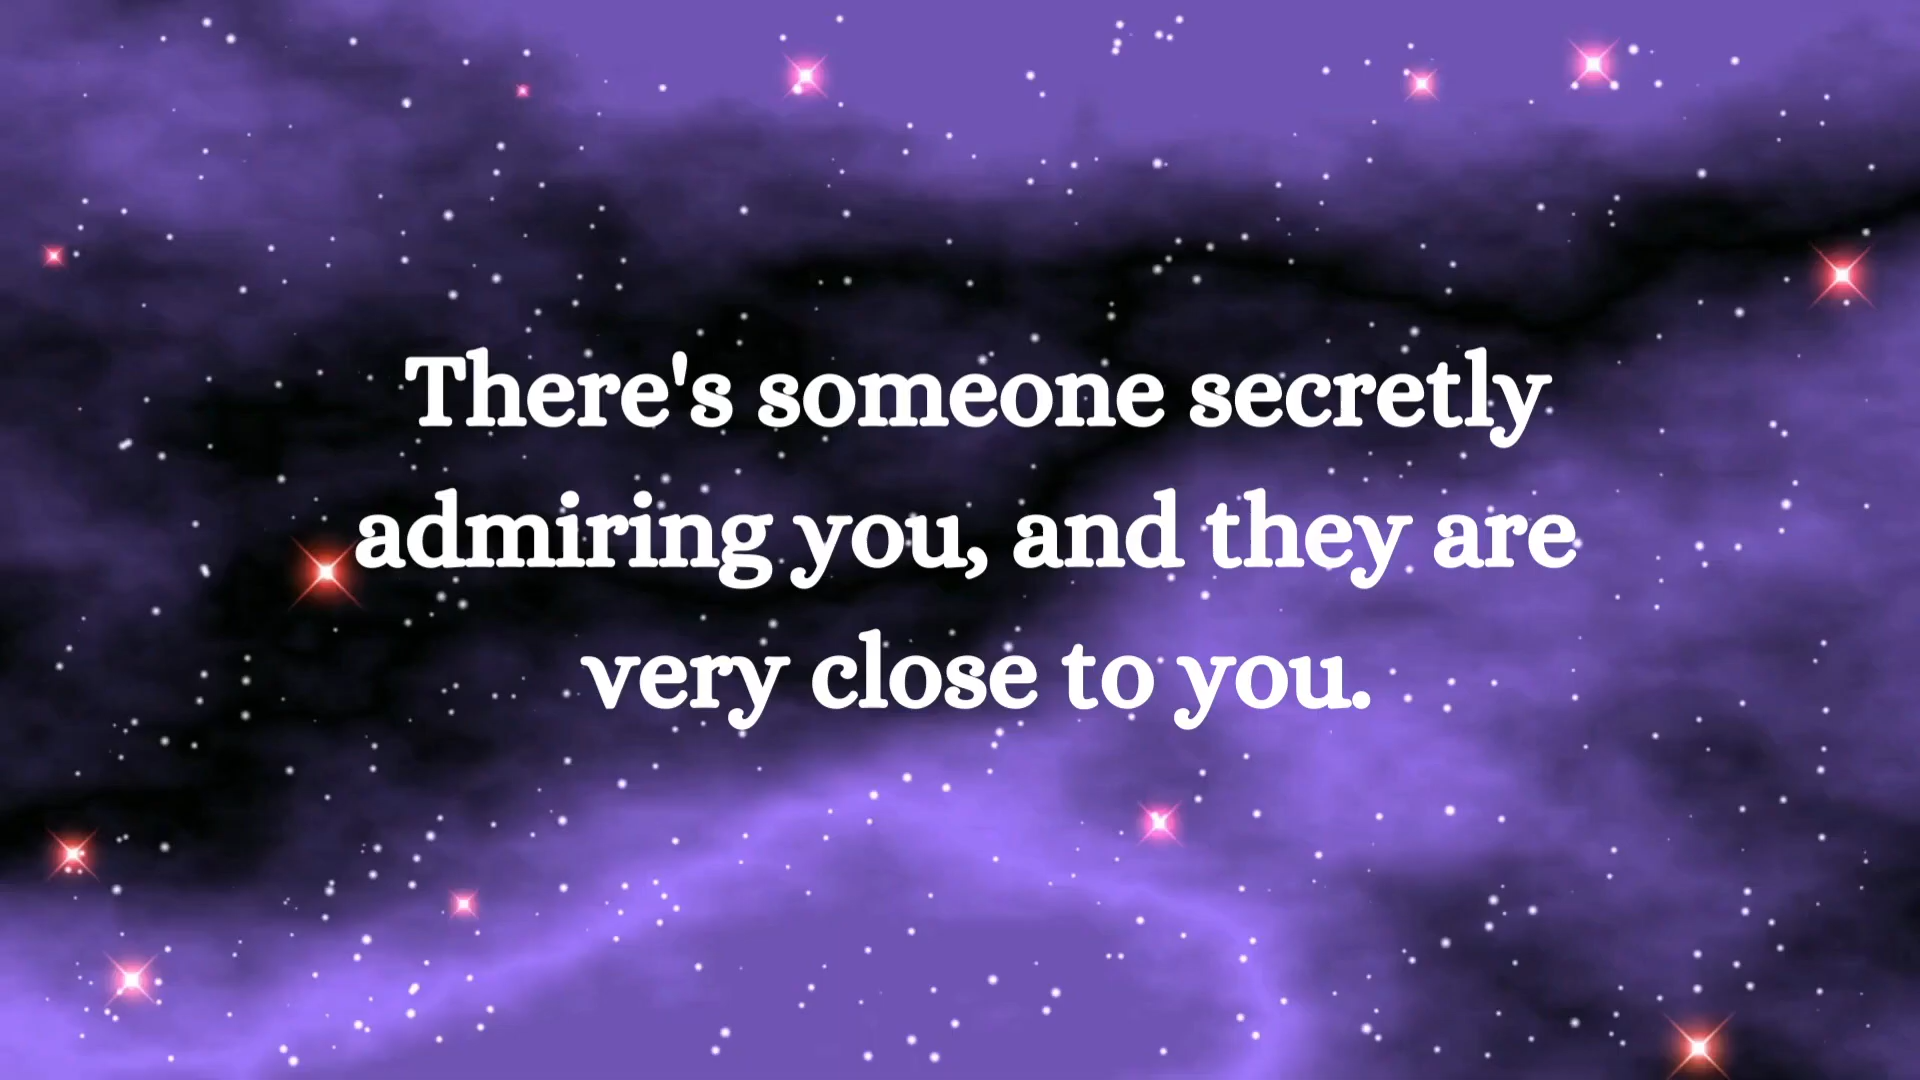 There's someone secretly
admiring you, and they are
very close to you.